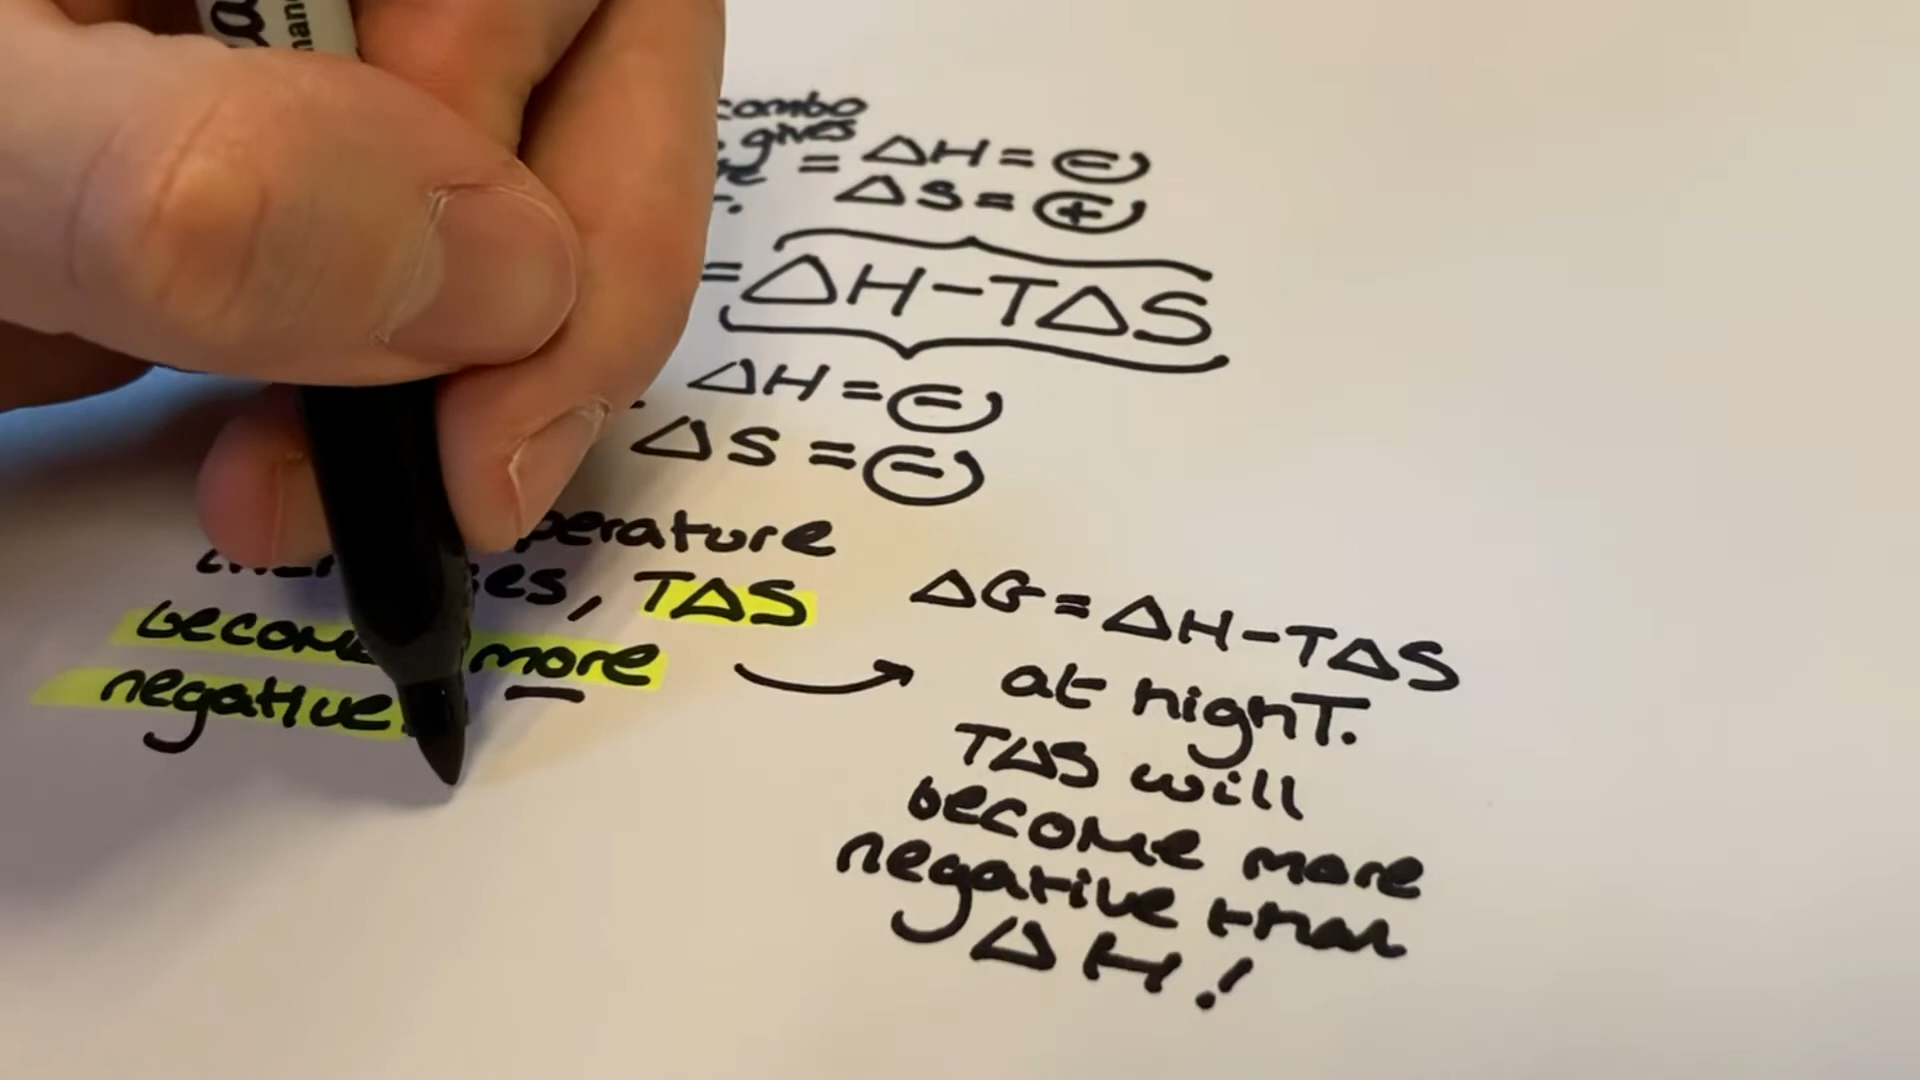 combo
gives
= ΔH = ⊖
ΔS = ⊕
= ΔH-TΔS
ΔH = ⊖
ΔS = ⊖
perature
es, TΔS
become more
negative
ΔG = ΔH-TΔS
at high T.
TΔS will
become more
negative than
ΔH!